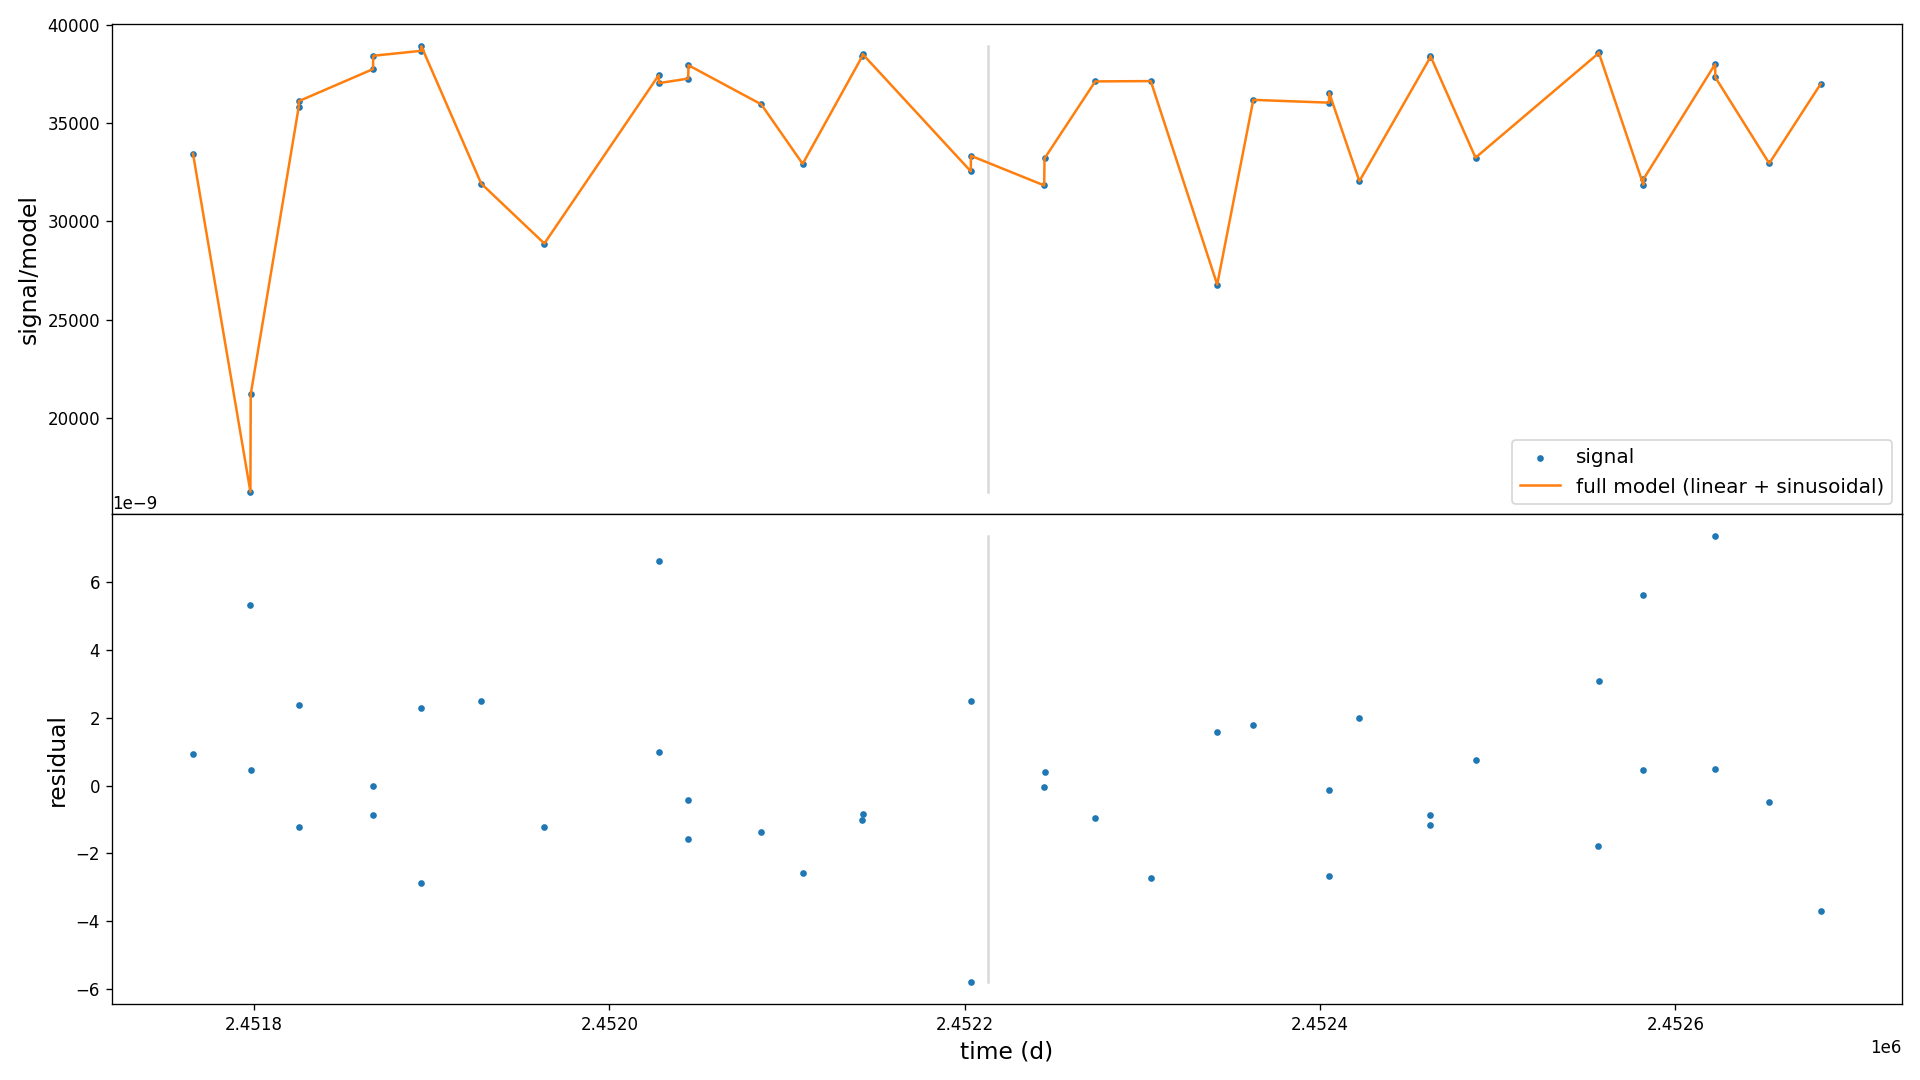 40000
35000
30000
25000
20000
signal/model
signal
full model (linear + sinusoidal)
1e−9
6
4
2
0
−2
−4
−6
residual
2.4518
2.4520
2.4522
2.4524
2.4526
time (d)
1e6